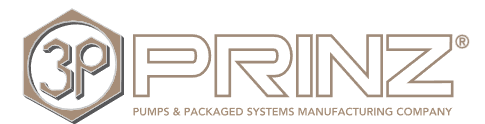 3P PRINZ®
PUMPS & PACKAGED SYSTEMS MANUFACTURING COMPANY